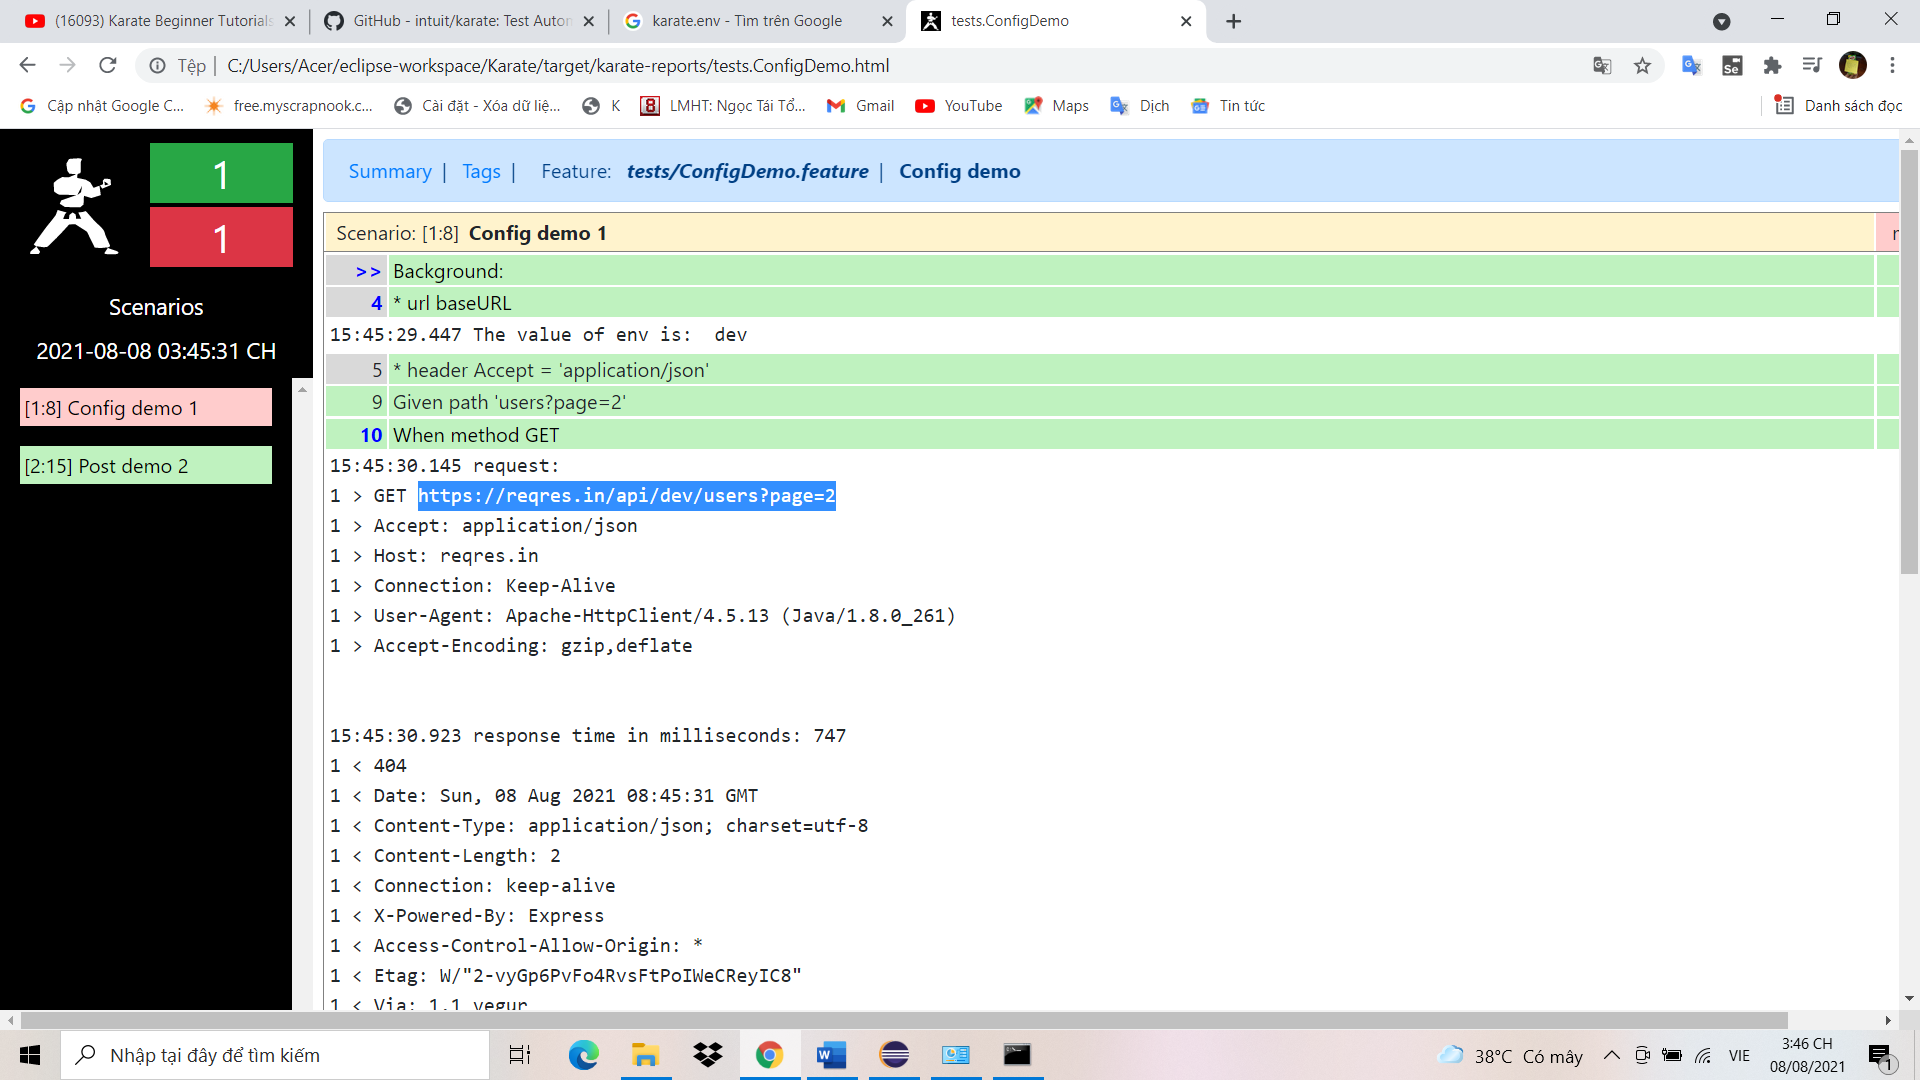 (16093) Karate Beginner Tutorials
GitHub - intuit/karate: Test Auton
karate.env - Tìm trên Google
tests.ConfigDemo
Tệp | C:/Users/Acer/eclipse-workspace/Karate/target/karate-reports/tests.ConfigDemo.html
Cập nhật Google C...
free.myscrapnook.c...
Cài đặt - Xóa dữ liệ...
K
LMHT: Ngọc Tái Tổ...
Gmail
YouTube
Maps
Dịch
Tin tức
Danh sách đọc
1
1
Scenarios
2021-08-08 03:45:31 CH
[1:8] Config demo 1
[2:15] Post demo 2
Summary | Tags | Feature: tests/ConfigDemo.feature | Config demo
Scenario: [1:8] Config demo 1
>> Background:
4 * url baseURL
15:45:29.447 The value of env is:  dev
5 * header Accept = 'application/json'
9 Given path 'users?page=2'
10 When method GET
15:45:30.145 request:
1 > GET https://reqres.in/api/dev/users?page=2
1 > Accept: application/json
1 > Host: reqres.in
1 > Connection: Keep-Alive
1 > User-Agent: Apache-HttpClient/4.5.13 (Java/1.8.0_261)
1 > Accept-Encoding: gzip,deflate
15:45:30.923 response time in milliseconds: 747
1 < 404
1 < Date: Sun, 08 Aug 2021 08:45:31 GMT
1 < Content-Type: application/json; charset=utf-8
1 < Content-Length: 2
1 < Connection: keep-alive
1 < X-Powered-By: Express
1 < Access-Control-Allow-Origin: *
1 < Etag: W/"2-vyGp6PvFo4RvsFtPoIWeCReyIC8"
1 < Via: 1.1 vegur
Nhập tại đây để tìm kiếm
38°C Có mây
VIE
3:46 CH
08/08/2021
1